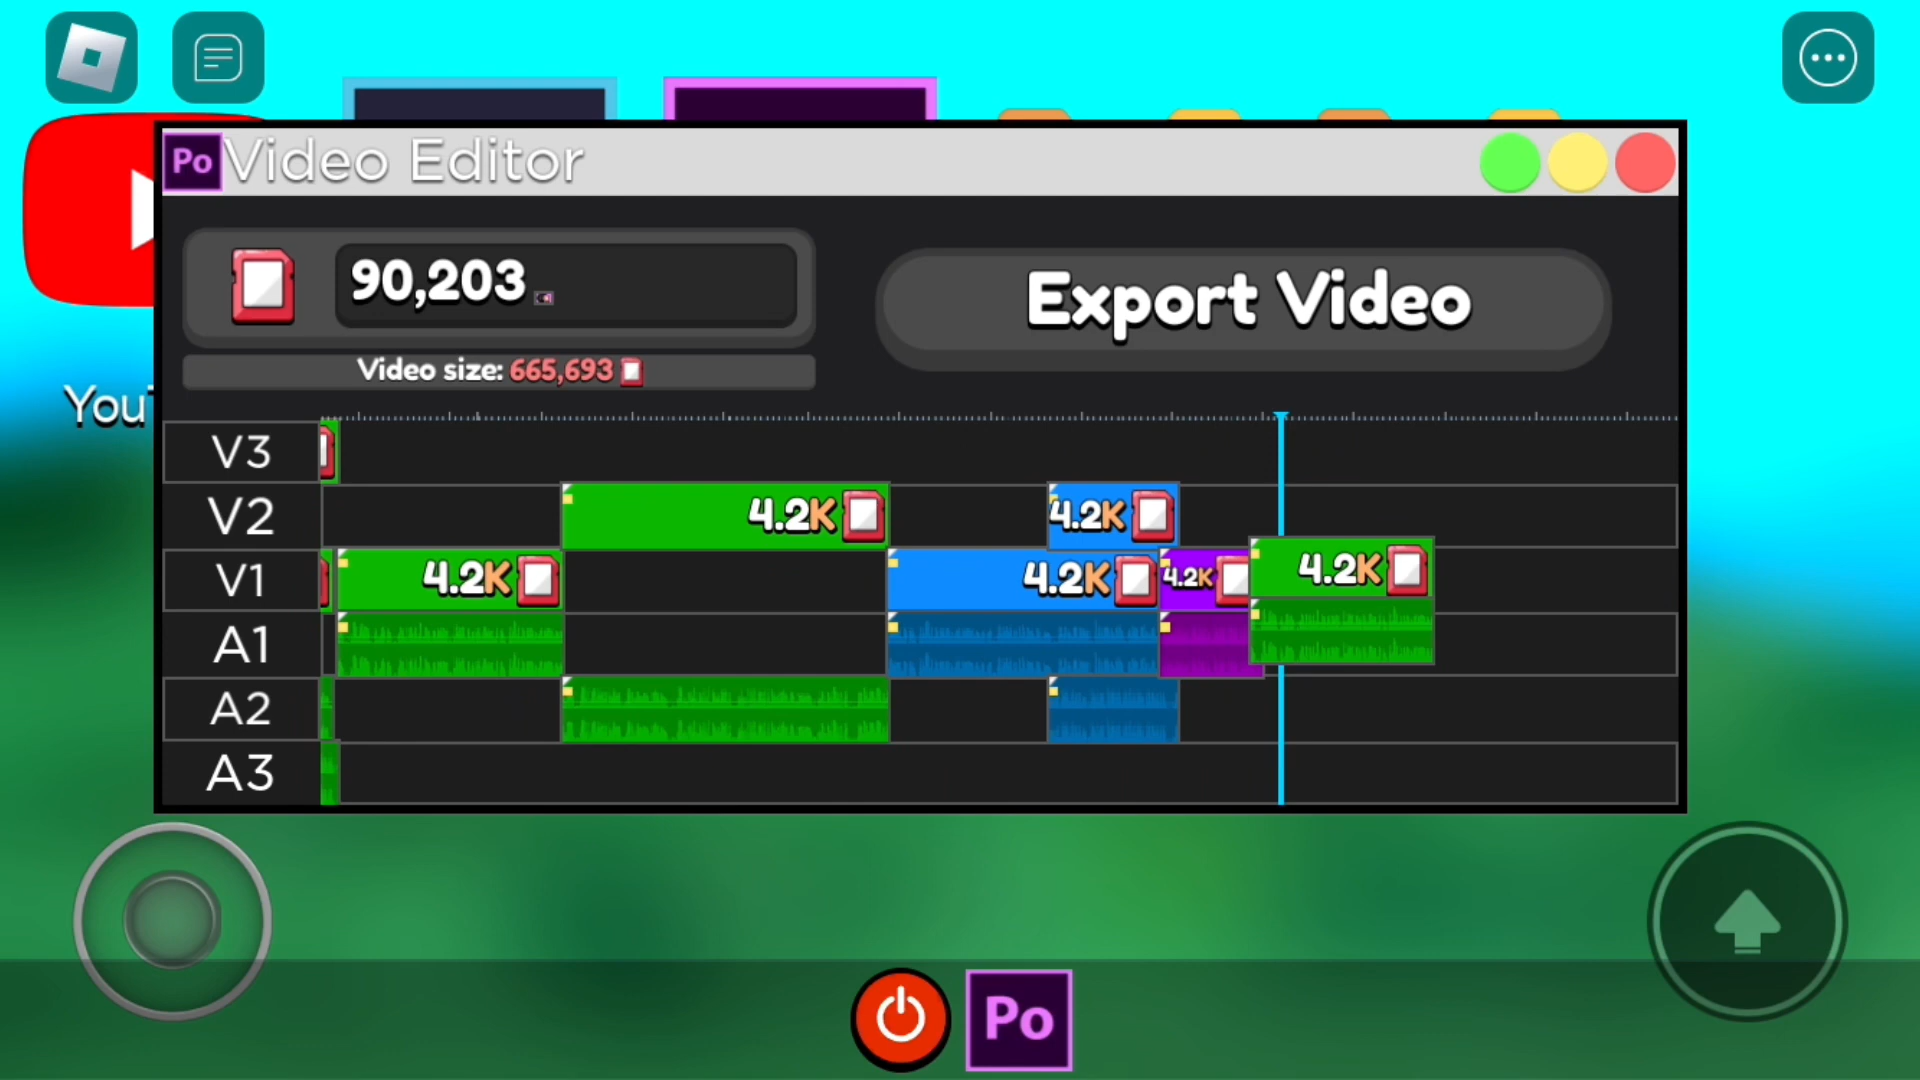 Po Video Editor
90,203
Export Video
Video size: 665,693
You
V3
V2 4.2K 4.2K
V1 4.2K 4.2K 4.2K 4.2K
A1
A2
A3
Po